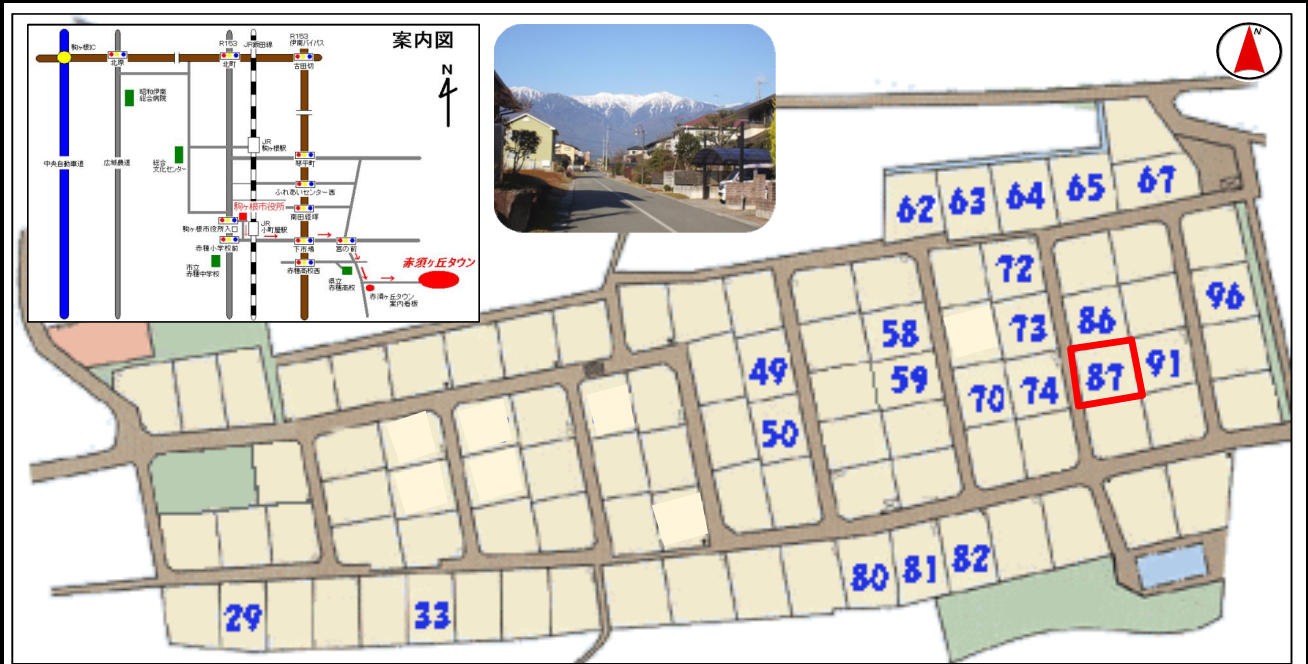 案内図
N
駒ヶ根IC
北原
R153
北町
JR飯田線
R153
伊南バイパス
古田切
昭和伊南
総合病院
中央自動車道
広域農道
総合
文化センター
JR
駒ヶ根駅
琴平町
ふれあいセンター西
駒ヶ根市役所
南田経塚
駒ヶ根市役所入口
JR
小町屋駅
赤穂小学校前
下市場
宮の前
市立
赤穂中学校
赤穂高校西
県立
赤穂高校
赤須ヶ丘タウン
赤須ヶ丘タウン
案内看板
N
62
63
64
65
67
72
96
58
73
86
49
59
70
74
87
91
50
80
81
82
29
33